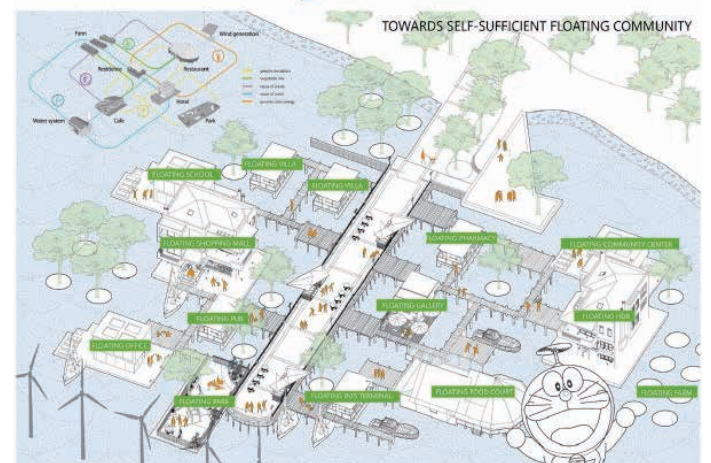 TOWARDS SELF-SUFFICIENT FLOATING COMMUNITY
Farm
Wind generation
Residence
Restaurant
Water system
Cafe
Hotel
Park
FLOATING SCHOOL
FLOATING VILLA
FLOATING VILLA
FLOATING SHOPPING MALL
FLOATING PHARMACY
FLOATING COMMUNITY CENTER
FLOATING GALLERY
FLOATING PUB
FLOATING HDB
FLOATING OFFICE
FLOATING PARK
FLOATING BUS TERMINAL
FLOATING FOOD COURT
FLOATING FARM